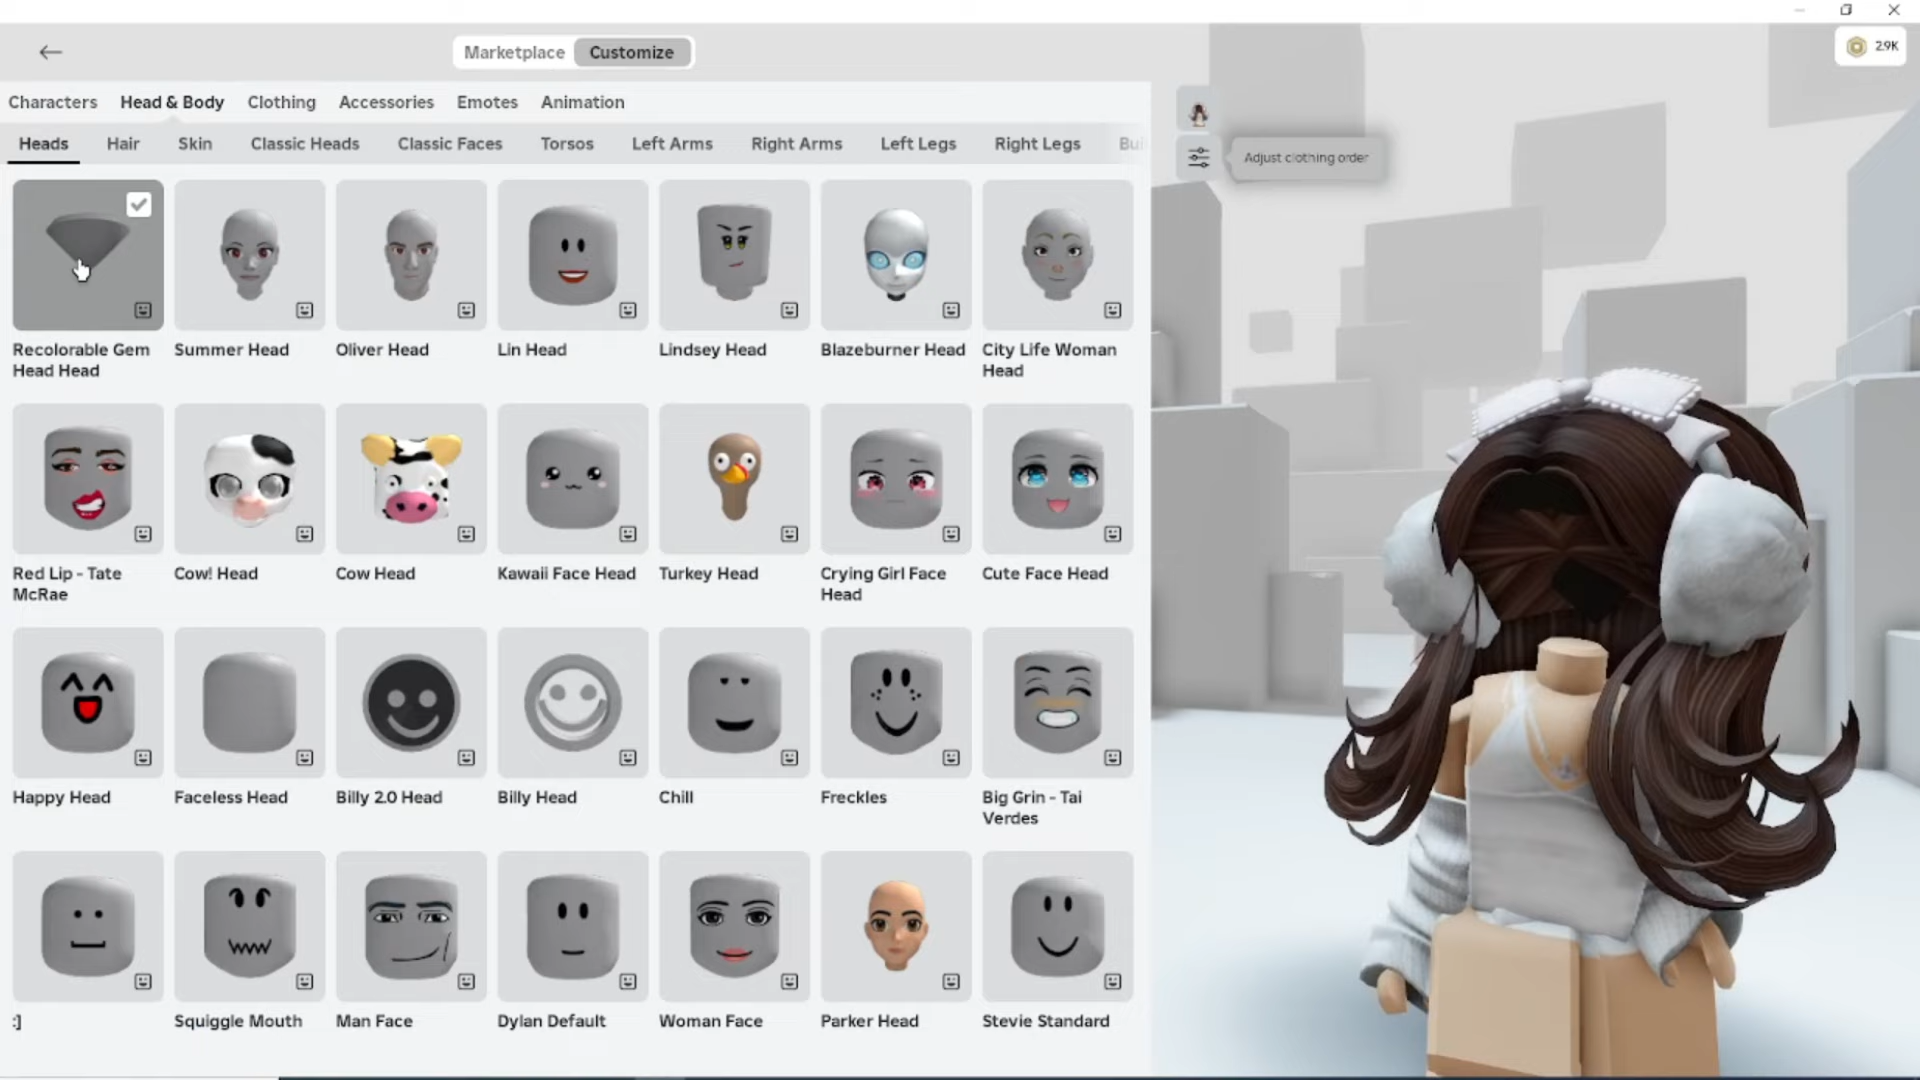 Marketplace Customize
2.9K
Characters Head & Body Clothing Accessories Emotes Animation
Heads Hair Skin Classic Heads Classic Faces Torsos Left Arms Right Arms Left Legs Right Legs Bui
Adjust clothing order
Recolorable Gem Head Head
Summer Head
Oliver Head
Lin Head
Lindsey Head
Blazeburner Head
City Life Woman Head
Red Lip - Tate McRae
Cow! Head
Cow Head
Kawaii Face Head
Turkey Head
Crying Girl Face Head
Cute Face Head
Happy Head
Faceless Head
Billy 2.0 Head
Billy Head
Chill
Freckles
Big Grin - Tai Verdes
:]
Squiggle Mouth
Man Face
Dylan Default
Woman Face
Parker Head
Stevie Standard